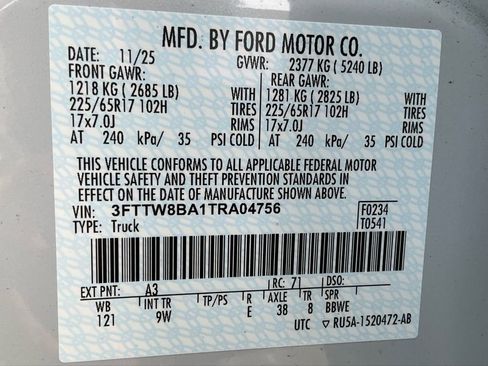 MFD. BY FORD MOTOR CO.
DATE: 11/25 GVWR: 2377 KG ( 5240 LB)
FRONT GAWR: REAR GAWR:
1218 KG ( 2685 LB) WITH 1281 KG ( 2825 LB) WITH
225/65R17 102H TIRES 225/65R17 102H TIRES
17x7.0J RIMS 17x7.0J RIMS
AT 240 kPa/ 35 PSI COLD AT 240 kPa/ 35 PSI COLD
THIS VEHICLE CONFORMS TO ALL APPLICABLE FEDERAL MOTOR
VEHICLE SAFETY AND THEFT PREVENTION STANDARDS IN
EFFECT ON THE DATE OF MANUFACTURE SHOWN ABOVE.
VIN: 3FTTW8BA1TRA04756 F0234
TYPE: Truck T0541
EXT PNT: A3 RC: 71 DSO:
WB INT TR TP/PS R AXLE TR SPR
121 9W E 38 8 BBWE
UTC RU5A-1520472-AB